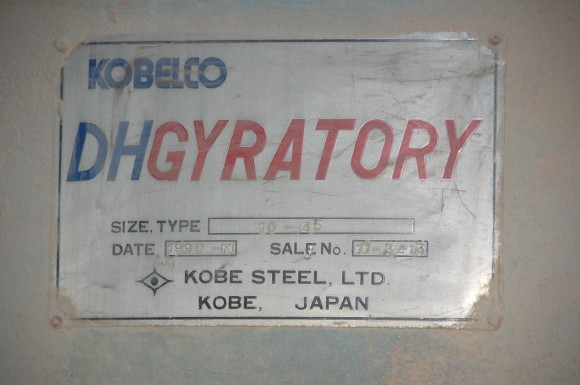 KOBELCO
DHGYRATORY
SIZE, TYPE
DATE SALE No.
KOBE STEEL, LTD.
KOBE, JAPAN